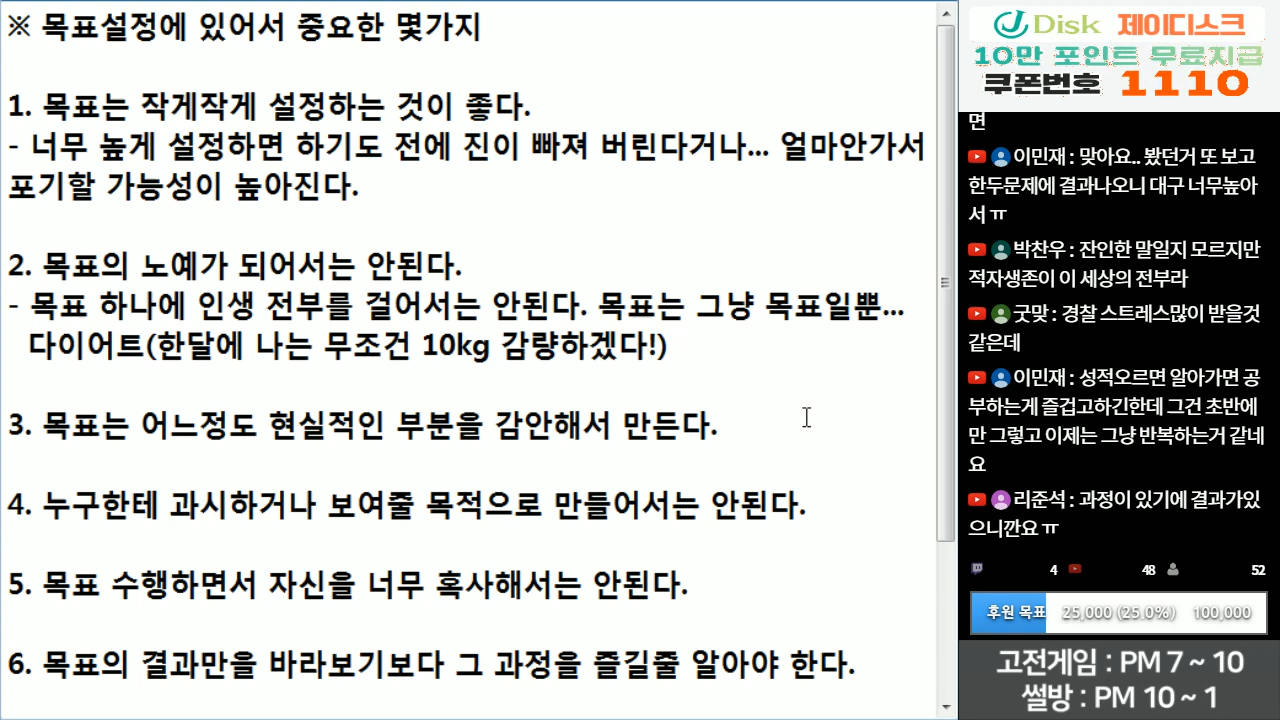 ※ 목표설정에 있어서 중요한 몇가지
1. 목표는 작게작게 설정하는 것이 좋다.
- 너무 높게 설정하면 하기도 전에 진이 빠져 버린다거나... 얼마안가서
포기할 가능성이 높아진다.
2. 목표의 노예가 되어서는 안된다.
- 목표 하나에 인생 전부를 걸어서는 안된다. 목표는 그냥 목표일뿐...
다이어트(한달에 나는 무조건 10kg 감량하겠다!)
3. 목표는 어느정도 현실적인 부분을 감안해서 만든다.
4. 누구한테 과시하거나 보여줄 목적으로 만들어서는 안된다.
5. 목표 수행하면서 자신을 너무 혹사해서는 안된다.
6. 목표의 결과만을 바라보기보다 그 과정을 즐길줄 알아야 한다.
J Disk 제이디스크
10만 포인트 무료지급
쿠폰번호 1110
면
이민재 : 맞아요.. 봤던거 또 보고
한두문제에 결과나오니 대구 너무높아
서 ㅠ
박찬우 : 잔인한 말일지 모르지만
적자생존이 이 세상의 전부라
굿맞 : 경찰 스트레스많이 받을것
같은데
이민재 : 성적오르면 알아가면 공
부하는게 즐겁고하긴한데 그건 초반에
만 그렇고 이제는 그냥 반복하는거 같네
요
리준석 : 과정이 있기에 결과가있
으니깐요 ㅠ
4 48 52
후원 목표 25,000 (25.0%) 100,000
고전게임 : PM 7 ~ 10
썰방 : PM 10 ~ 1